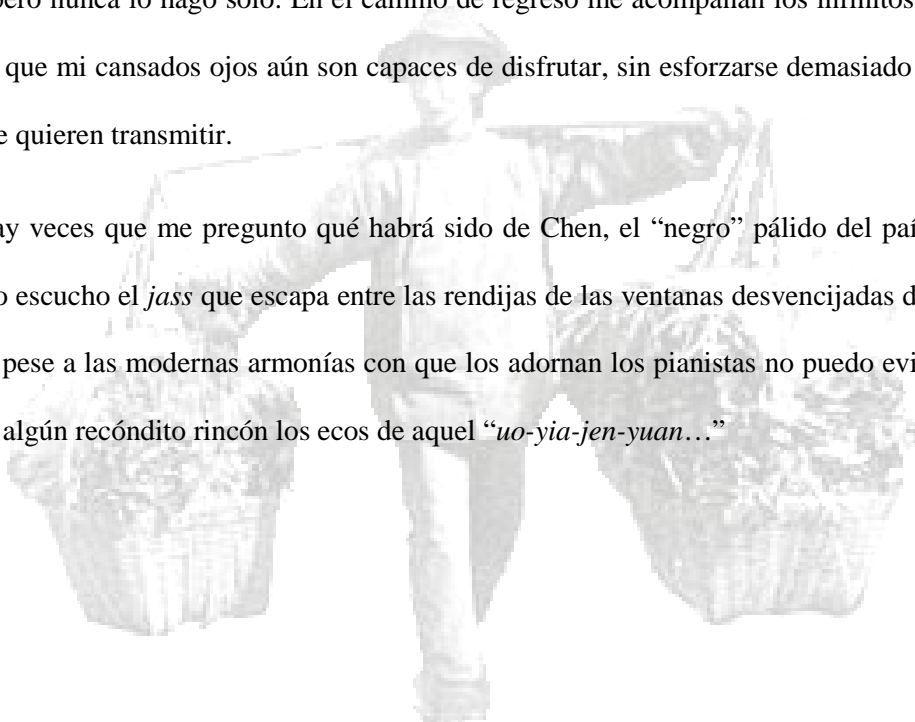 pero nunca lo hago solo. En el camino de regreso me acompañan los infinitos
que mi cansados ojos aún son capaces de disfrutar, sin esforzarse demasiado
e quieren transmitir.
ay veces que me pregunto qué habrá sido de Chen, el “negro” pálido del paí
o escucho el jass que escapa entre las rendijas de las ventanas desvencijadas d
pese a las modernas armonías con que los adornan los pianistas no puedo evi
algún recóndito rincón los ecos de aquel “uo-yia-jen-yuan…”